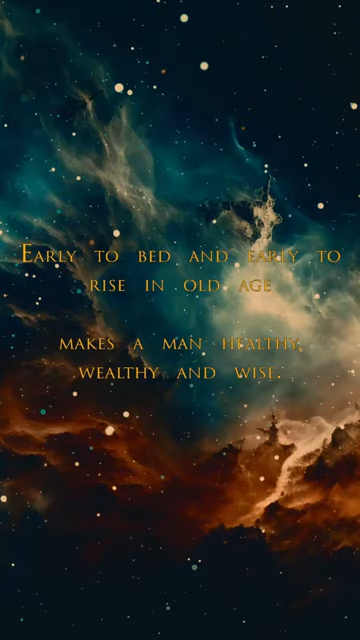 Early to bed and early to
rise in old age
makes a man healthy,
wealthy and wise.